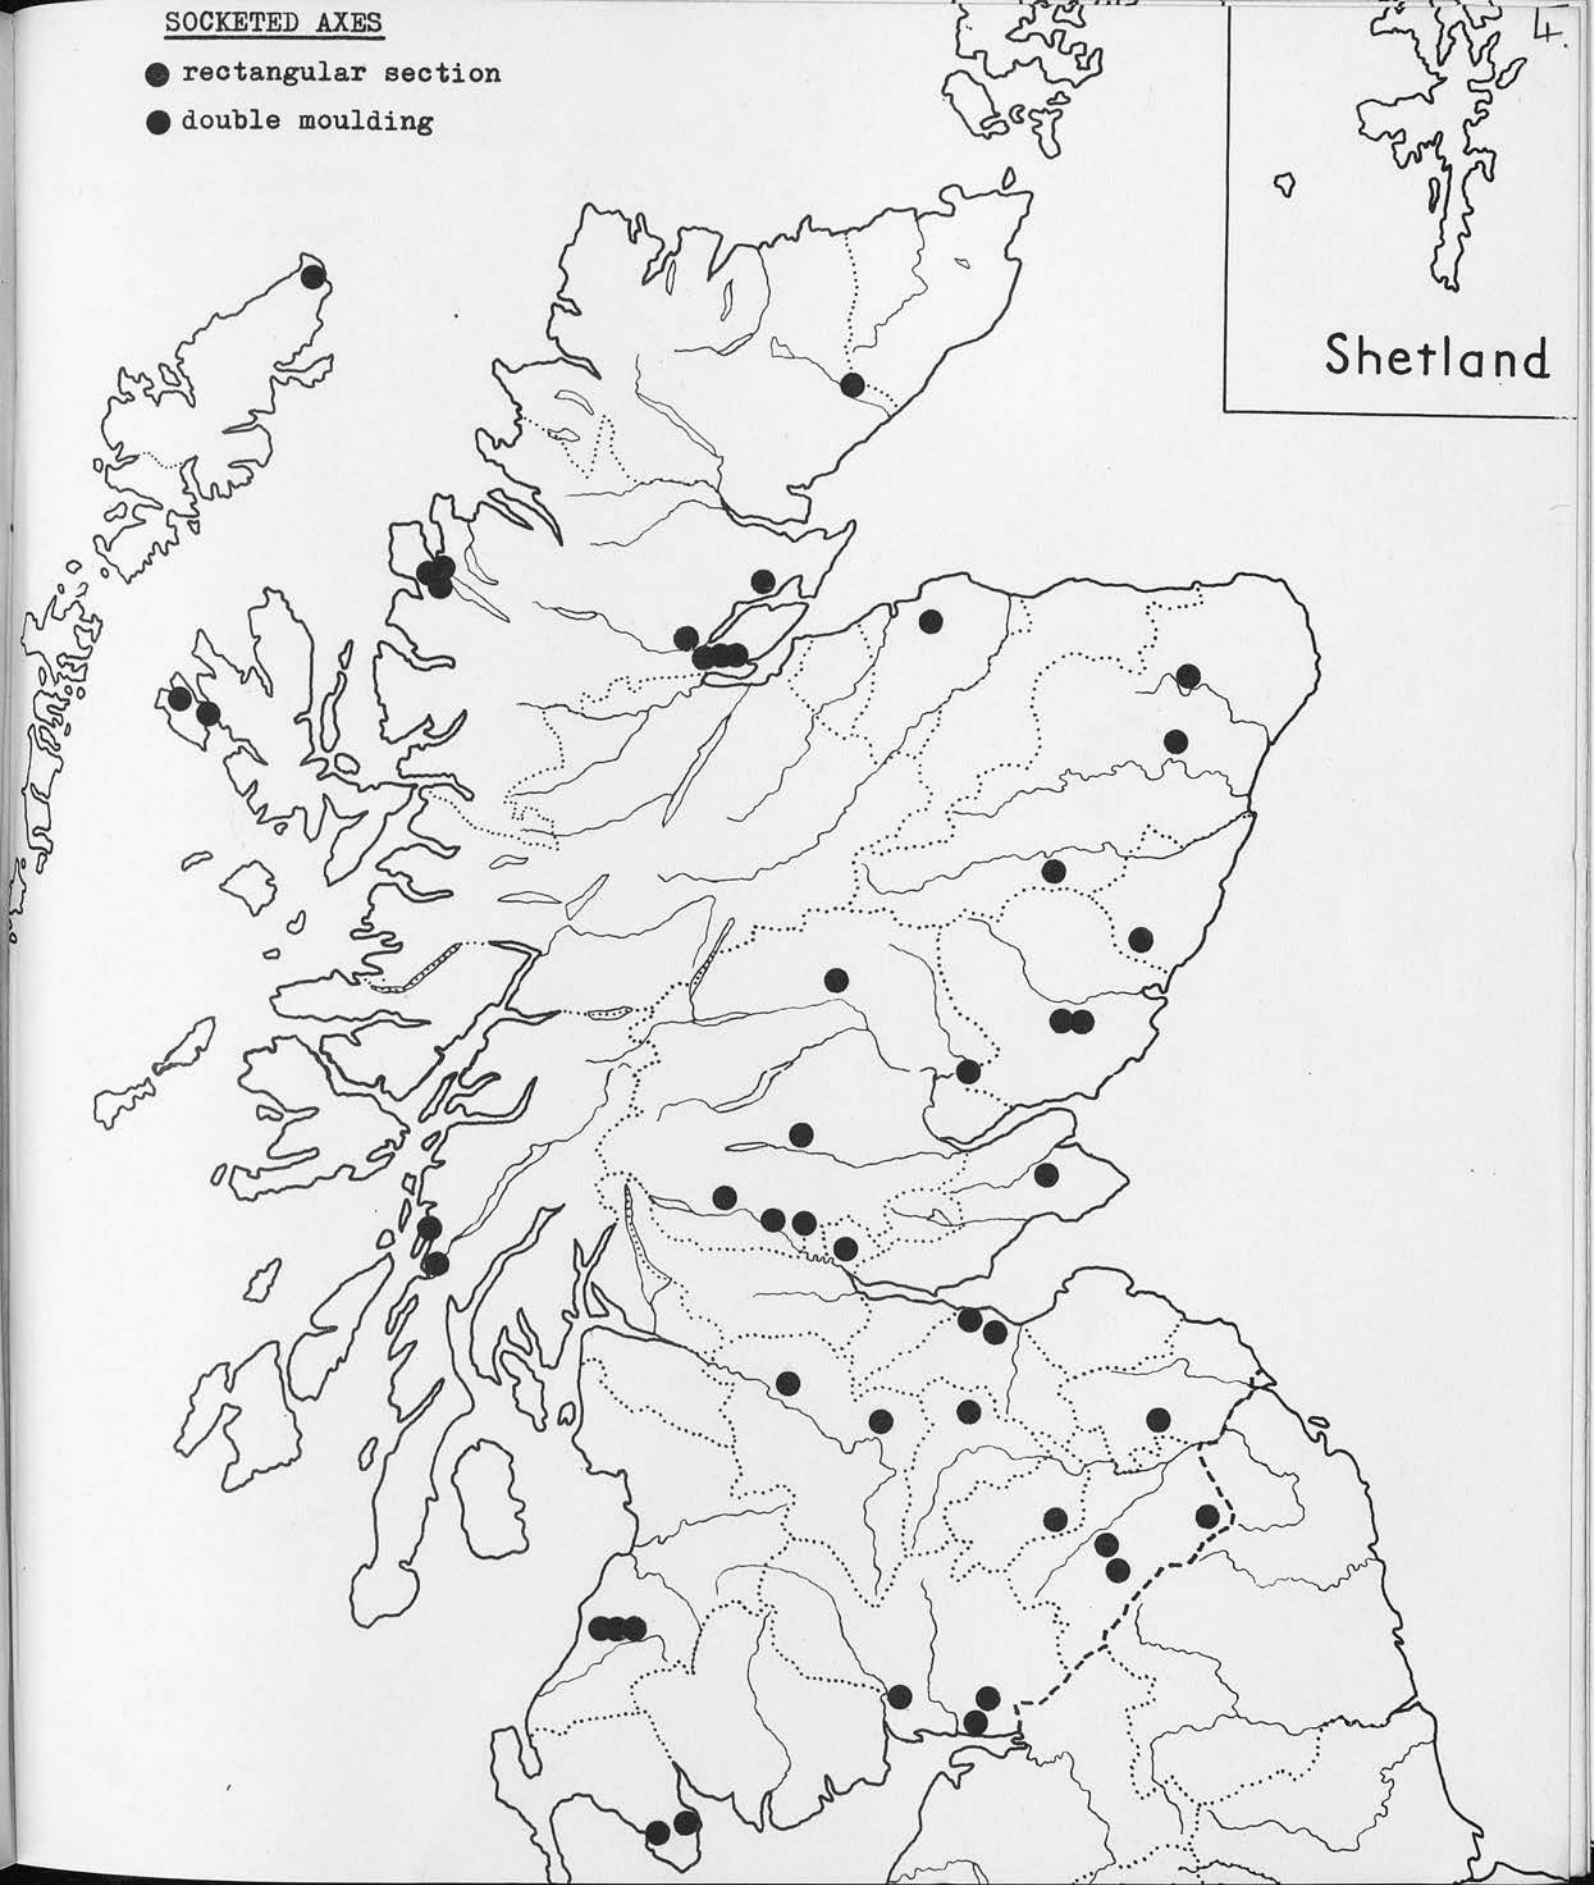 SOCKETED AXES
● rectangular section
● double moulding
4.
Shetland